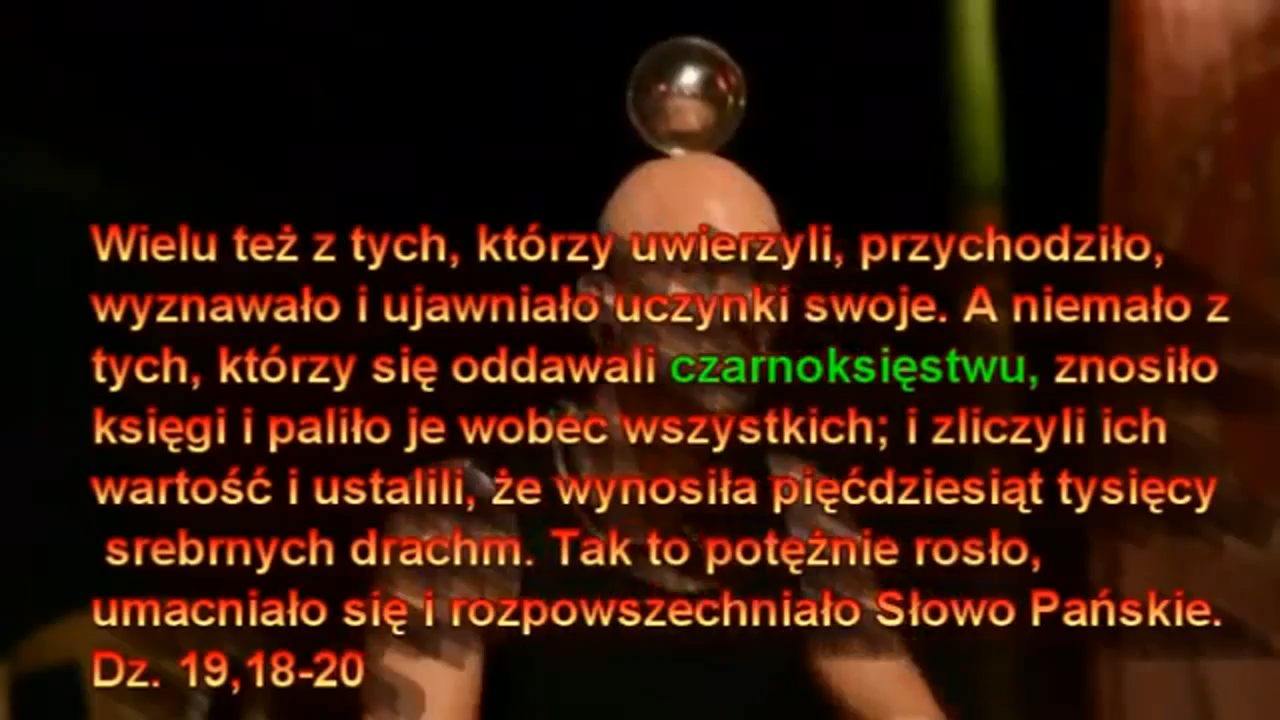 Wielu też z tych, którzy uwierzyli, przychodziło,
wyznawało i ujawniało uczynki swoje. A niemało z
tych, którzy się oddawali czarnoksięstwu, znosiło
księgi i paliło je wobec wszystkich; i zliczyli ich
wartość i ustalili, że wynosiła pięćdziesiąt tysięcy
srebrnych drachm. Tak to potężnie rosło,
umacniało się i rozpowszechniało Słowo Pańskie.
Dz. 19,18-20